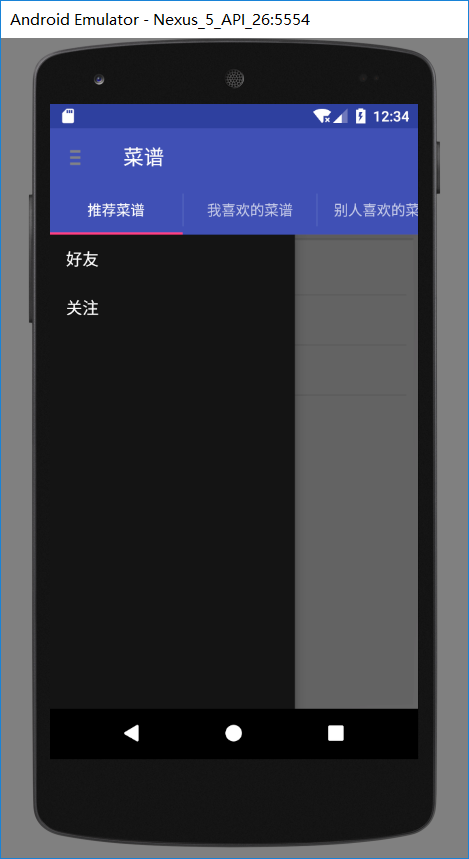 Android Emulator - Nexus_5_API_26:5554
12:34
菜谱
推荐菜谱 我喜欢的菜谱 别人喜欢的菜
好友
关注